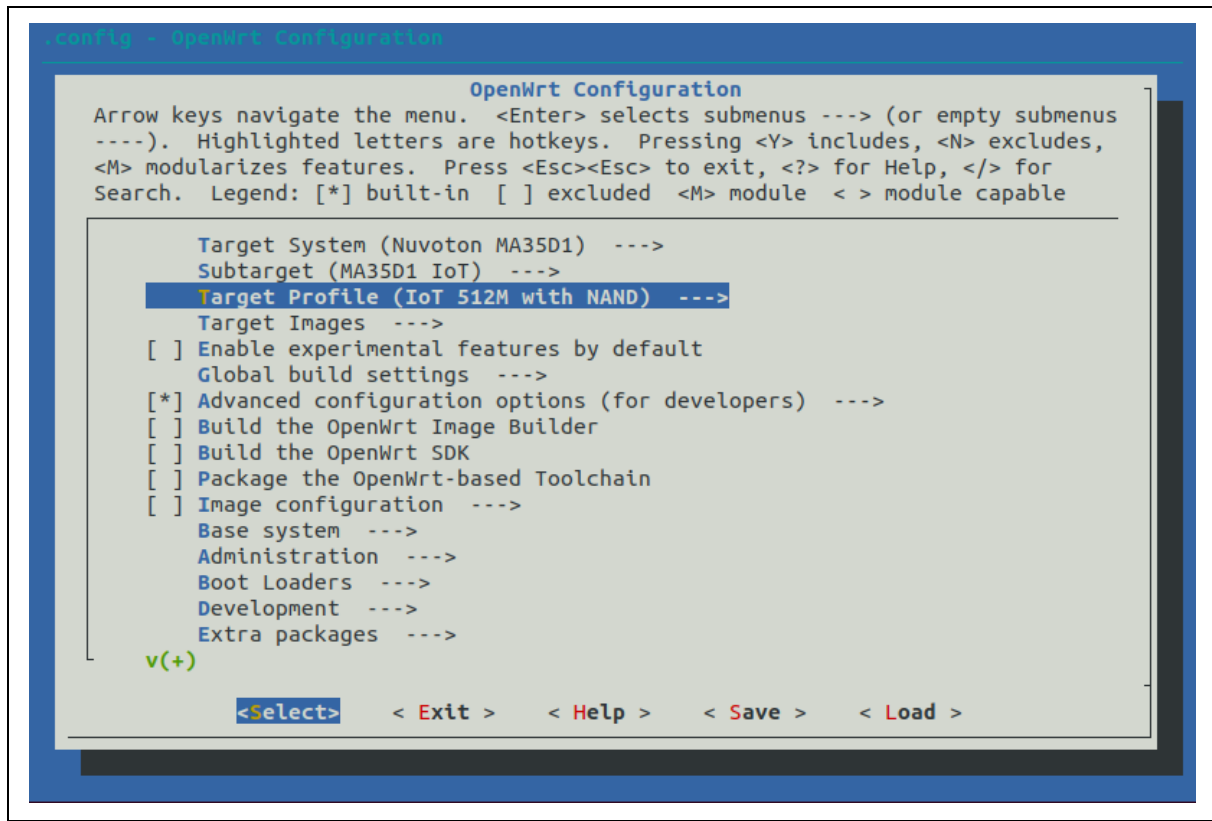 .config - OpenWrt Configuration
OpenWrt Configuration
Arrow keys navigate the menu.  <Enter> selects submenus ---> (or empty submenus
----).  Highlighted letters are hotkeys.  Pressing <Y> includes, <N> excludes,
<M> modularizes features.  Press <Esc><Esc> to exit, <?> for Help, </> for
Search.  Legend: [*] built-in  [ ] excluded  <M> module  < > module capable
Target System (Nuvoton MA35D1)  --->
Subtarget (MA35D1 IoT)  --->
Target Profile (IoT 512M with NAND)  --->
Target Images  --->
[ ] Enable experimental features by default
Global build settings  --->
[*] Advanced configuration options (for developers)  --->
[ ] Build the OpenWrt Image Builder
[ ] Build the OpenWrt SDK
[ ] Package the OpenWrt-based Toolchain
[ ] Image configuration  --->
Base system  --->
Administration  --->
Boot Loaders  --->
Development  --->
Extra packages  --->
v(+)
<Select>    < Exit >    < Help >    < Save >    < Load >